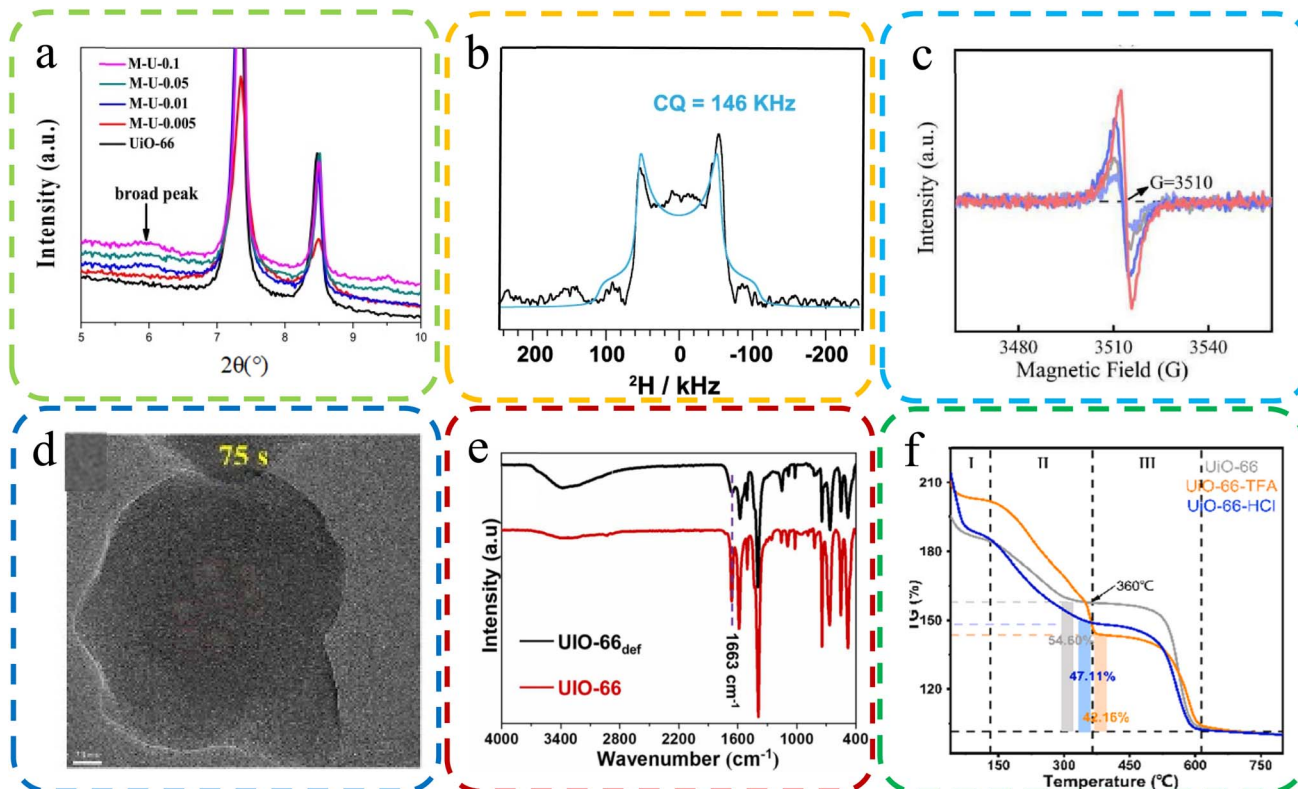 a
M-U-0.1
M-U-0.05
M-U-0.01
M-U-0.005
UiO-66
broad peak
Intensity (a.u.)
5 6 7 8 9 10
2θ(°)
b
CQ = 146 KHz
200 100 0 -100 -200
²H / kHz
c
G=3510
Intensity (a.u.)
3480 3510 3540
Magnetic Field (G)
d
75 s
e
UIO-66def
UIO-66
1663 cm⁻¹
Intensity (a.u)
4000 3400 2800 2200 1600 1000 400
Wavenumber (cm⁻¹)
f
I II III
UiO-66
UiO-66-TFA
UiO-66-HCl
210
180
150
120
360℃
54.60%
47.11%
42.16%
TG (%)
150 300 450 600 750
Temperature (℃)